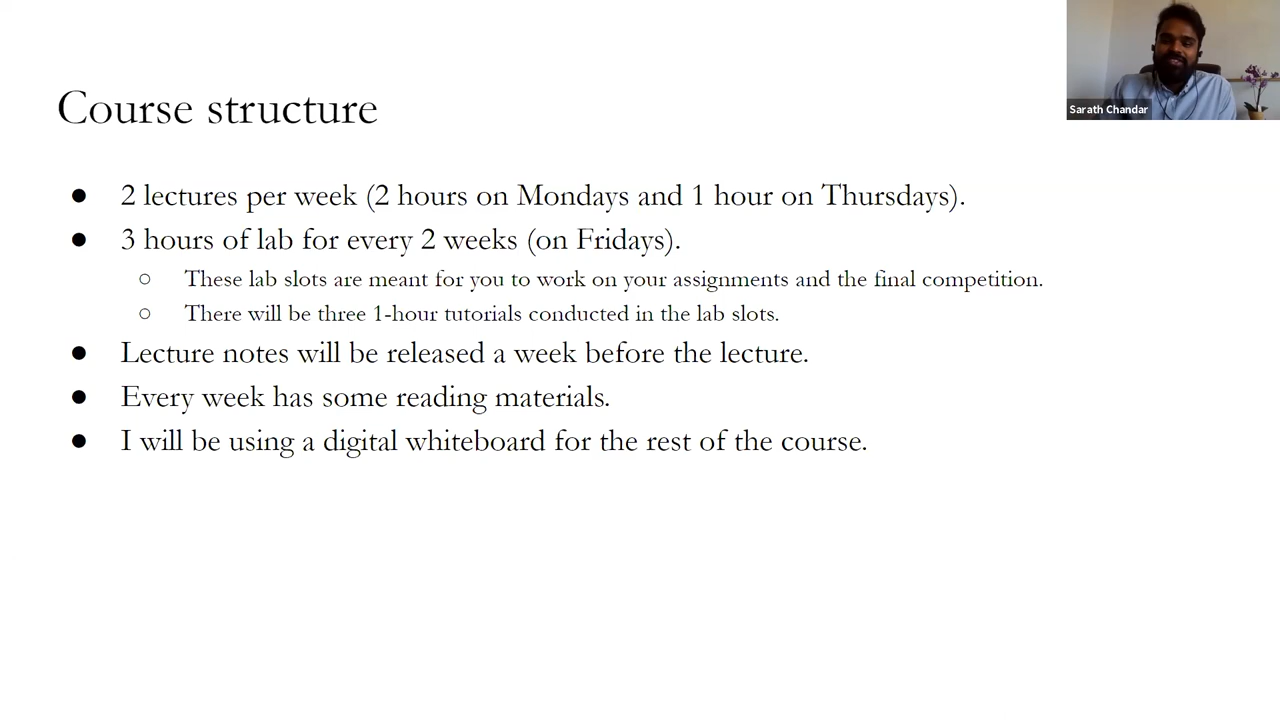 Sarath Chandar
Course structure
● 2 lectures per week (2 hours on Mondays and 1 hour on Thursdays).
● 3 hours of lab for every 2 weeks (on Fridays).
○ These lab slots are meant for you to work on your assignments and the final competition.
○ There will be three 1-hour tutorials conducted in the lab slots.
● Lecture notes will be released a week before the lecture.
● Every week has some reading materials.
● I will be using a digital whiteboard for the rest of the course.